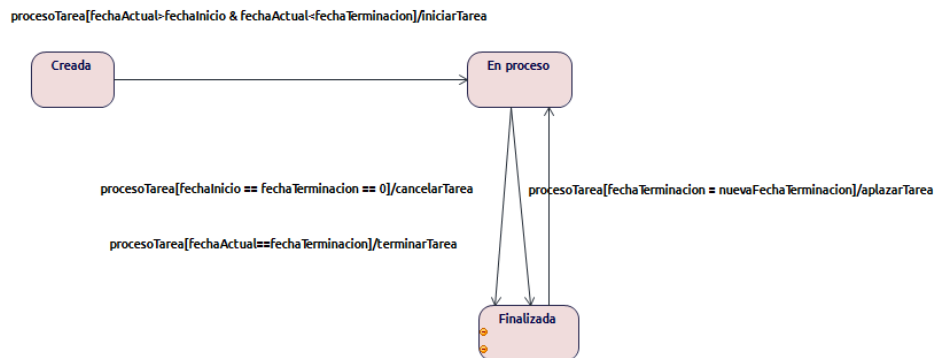 procesoTarea[fechaActual>fechaInicio & fechaActual<fechaTerminacion]/iniciarTarea
Creada
En proceso
procesoTarea[fechaInicio == fechaTerminacion == 0]/cancelarTarea
procesoTarea[fechaTerminacion = nuevaFechaTerminacion]/aplazarTarea
procesoTarea[fechaActual==fechaTerminacion]/terminarTarea
Finalizada